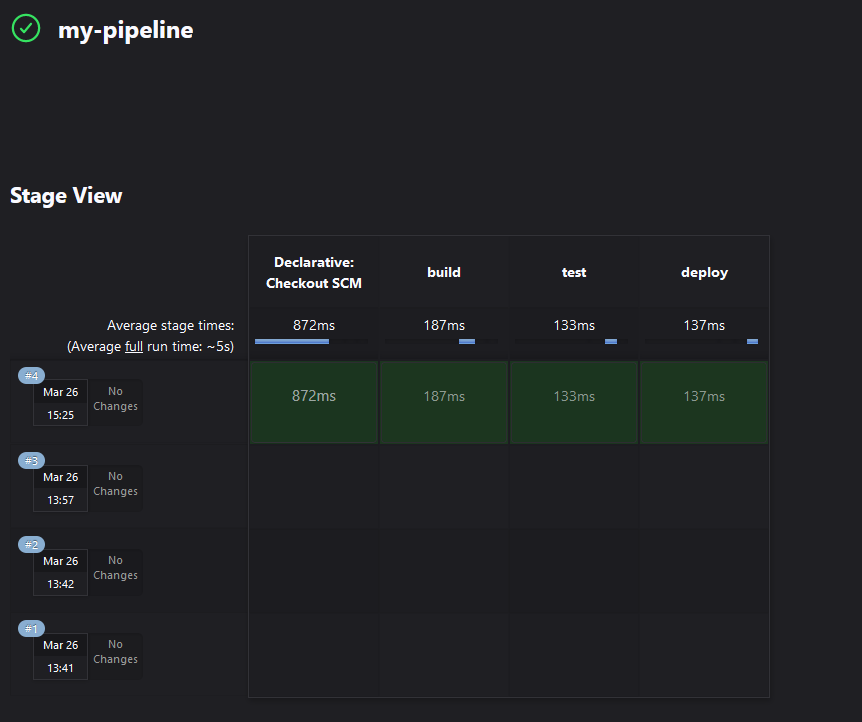 my-pipeline
Stage View
Declarative:
Checkout SCM
build
test
deploy
Average stage times:
(Average full run time: ~5s)
872ms
187ms
133ms
137ms
#4
Mar 26
15:25
No
Changes
872ms
187ms
133ms
137ms
#3
Mar 26
13:57
No
Changes
#2
Mar 26
13:42
No
Changes
#1
Mar 26
13:41
No
Changes